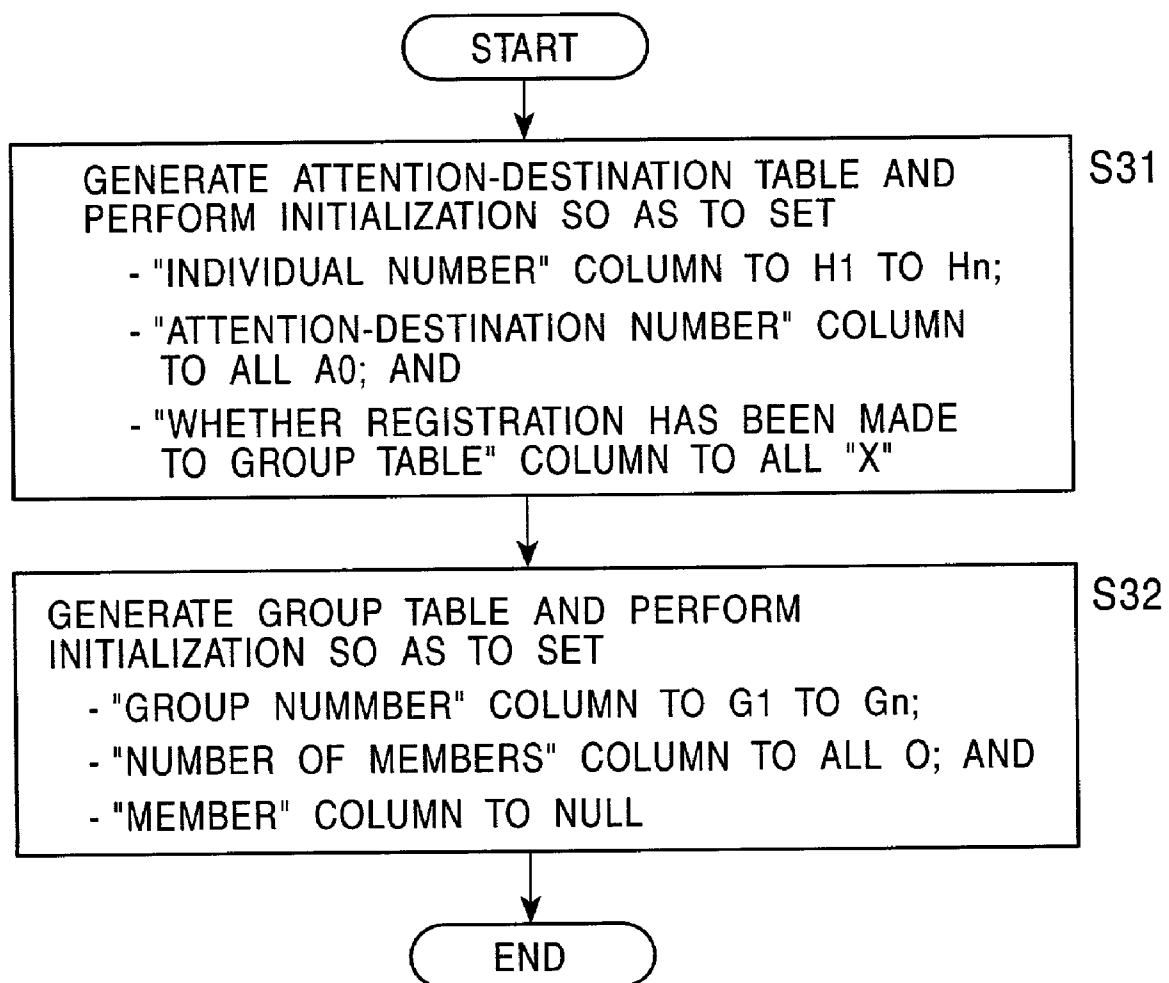 START
GENERATE ATTENTION-DESTINATION TABLE AND
PERFORM INITIALIZATION SO AS TO SET
- "INDIVIDUAL NUMBER" COLUMN TO H1 TO Hn;
- "ATTENTION-DESTINATION NUMBER" COLUMN
TO ALL A0; AND
- "WHETHER REGISTRATION HAS BEEN MADE
TO GROUP TABLE" COLUMN TO ALL "X"
S31
GENERATE GROUP TABLE AND PERFORM
INITIALIZATION SO AS TO SET
- "GROUP NUMMBER" COLUMN TO G1 TO Gn;
- "NUMBER OF MEMBERS" COLUMN TO ALL O; AND
- "MEMBER" COLUMN TO NULL
S32
END